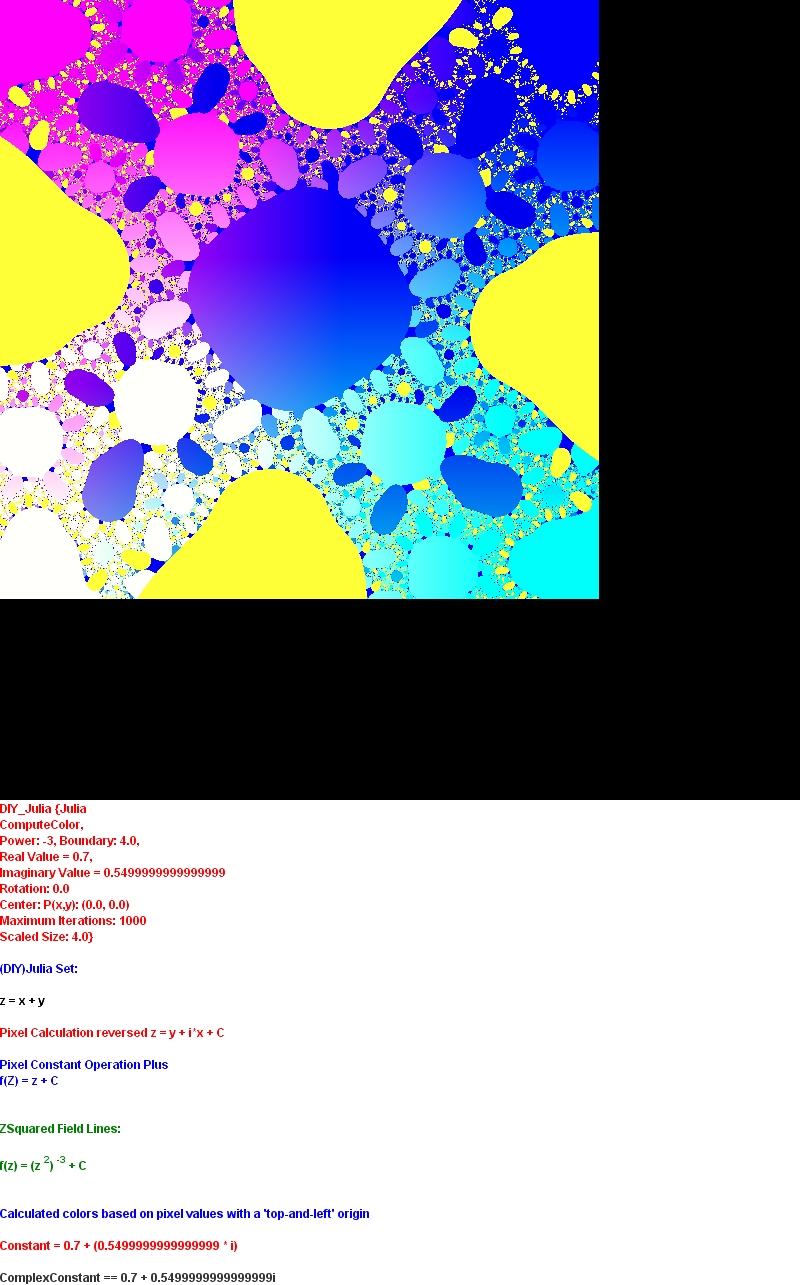 DIY_Julia {Julia
ComputeColor,
Power: -3, Boundary: 4.0,
Real Value = 0.7,
Imaginary Value = 0.5499999999999999
Rotation: 0.0
Center: P(x,y): (0.0, 0.0)
Maximum Iterations: 1000
Scaled Size: 4.0}
(DIY)Julia Set:
z = x + y
Pixel Calculation reversed z = y + i*x + C
Pixel Constant Operation Plus
f(Z) = z + C
ZSquared Field Lines:
f(z) = (z ²) ⁻³ + C
Calculated colors based on pixel values with a 'top-and-left' origin
Constant = 0.7 + (0.5499999999999999 * i)
ComplexConstant == 0.7 + 0.5499999999999999i